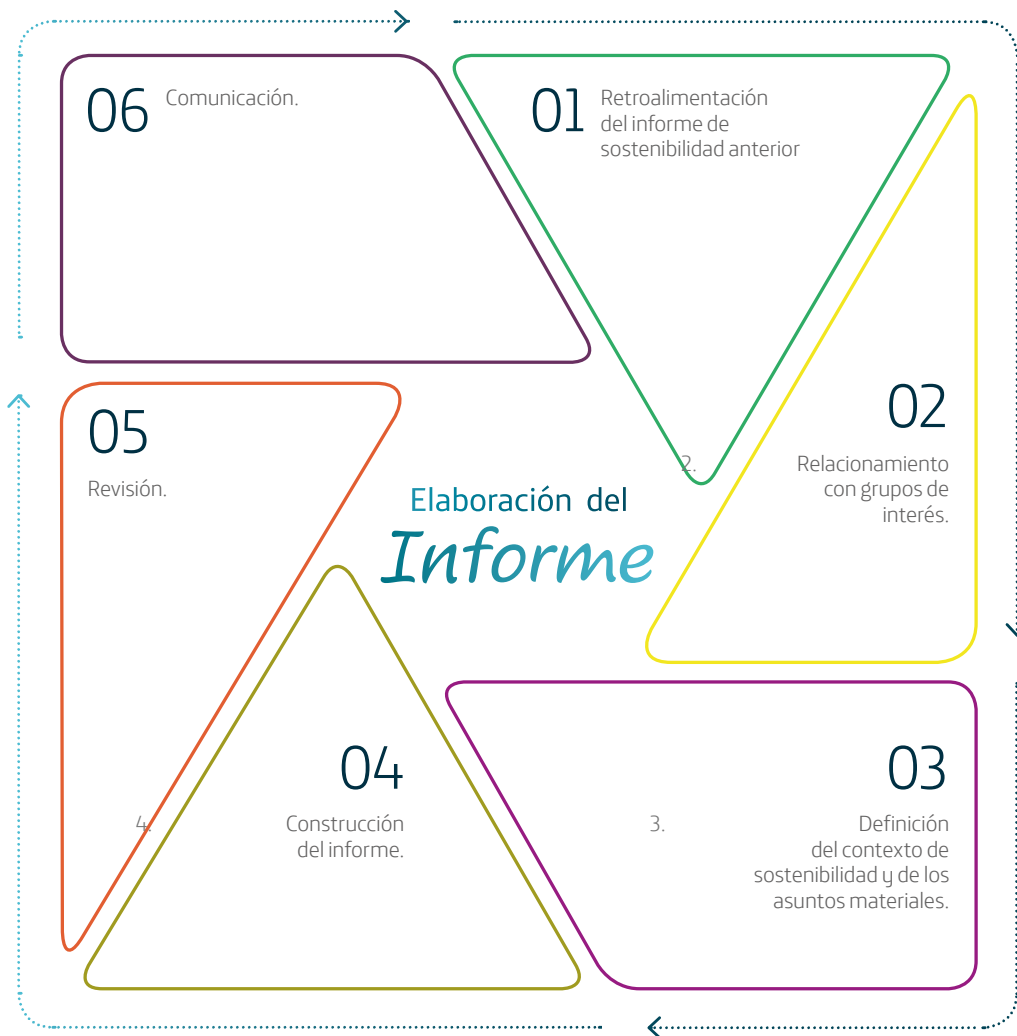 06 Comunicación.
01 Retroalimentación
del informe de
sostenibilidad anterior
02
2. Relacionamiento
con grupos de
interés.
05
Revisión.
Elaboración del
Informe
03
3. Definición
del contexto de
sostenibilidad y de los
asuntos materiales.
04
4. Construcción
del informe.